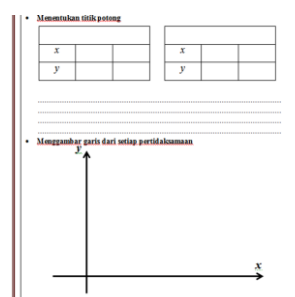 • Menentukan titik potong
x x
y y
• Menggambar garis dari setiap pertidaksamaan
y
x